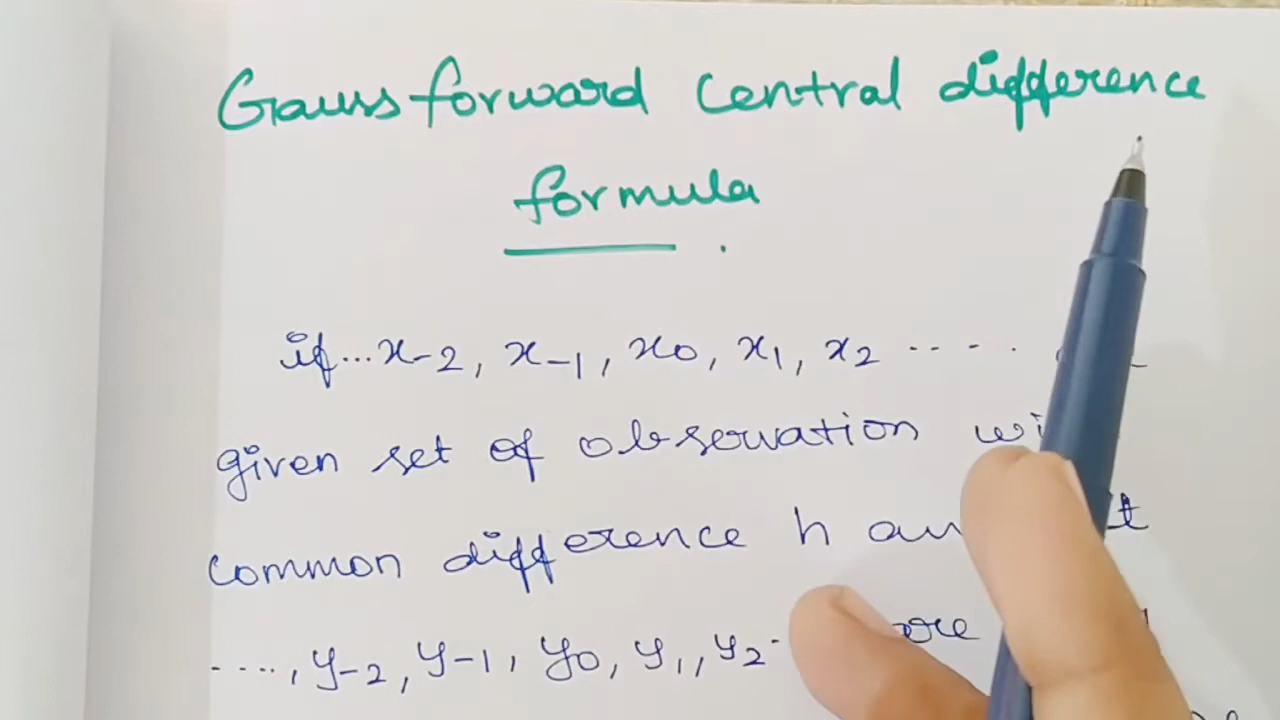 Gauss forward central difference
formula
if...x-2, x-1, x0, x1, x2 .....
given set of observation
common difference h
...., y-2, y-1, y0, y1, y2